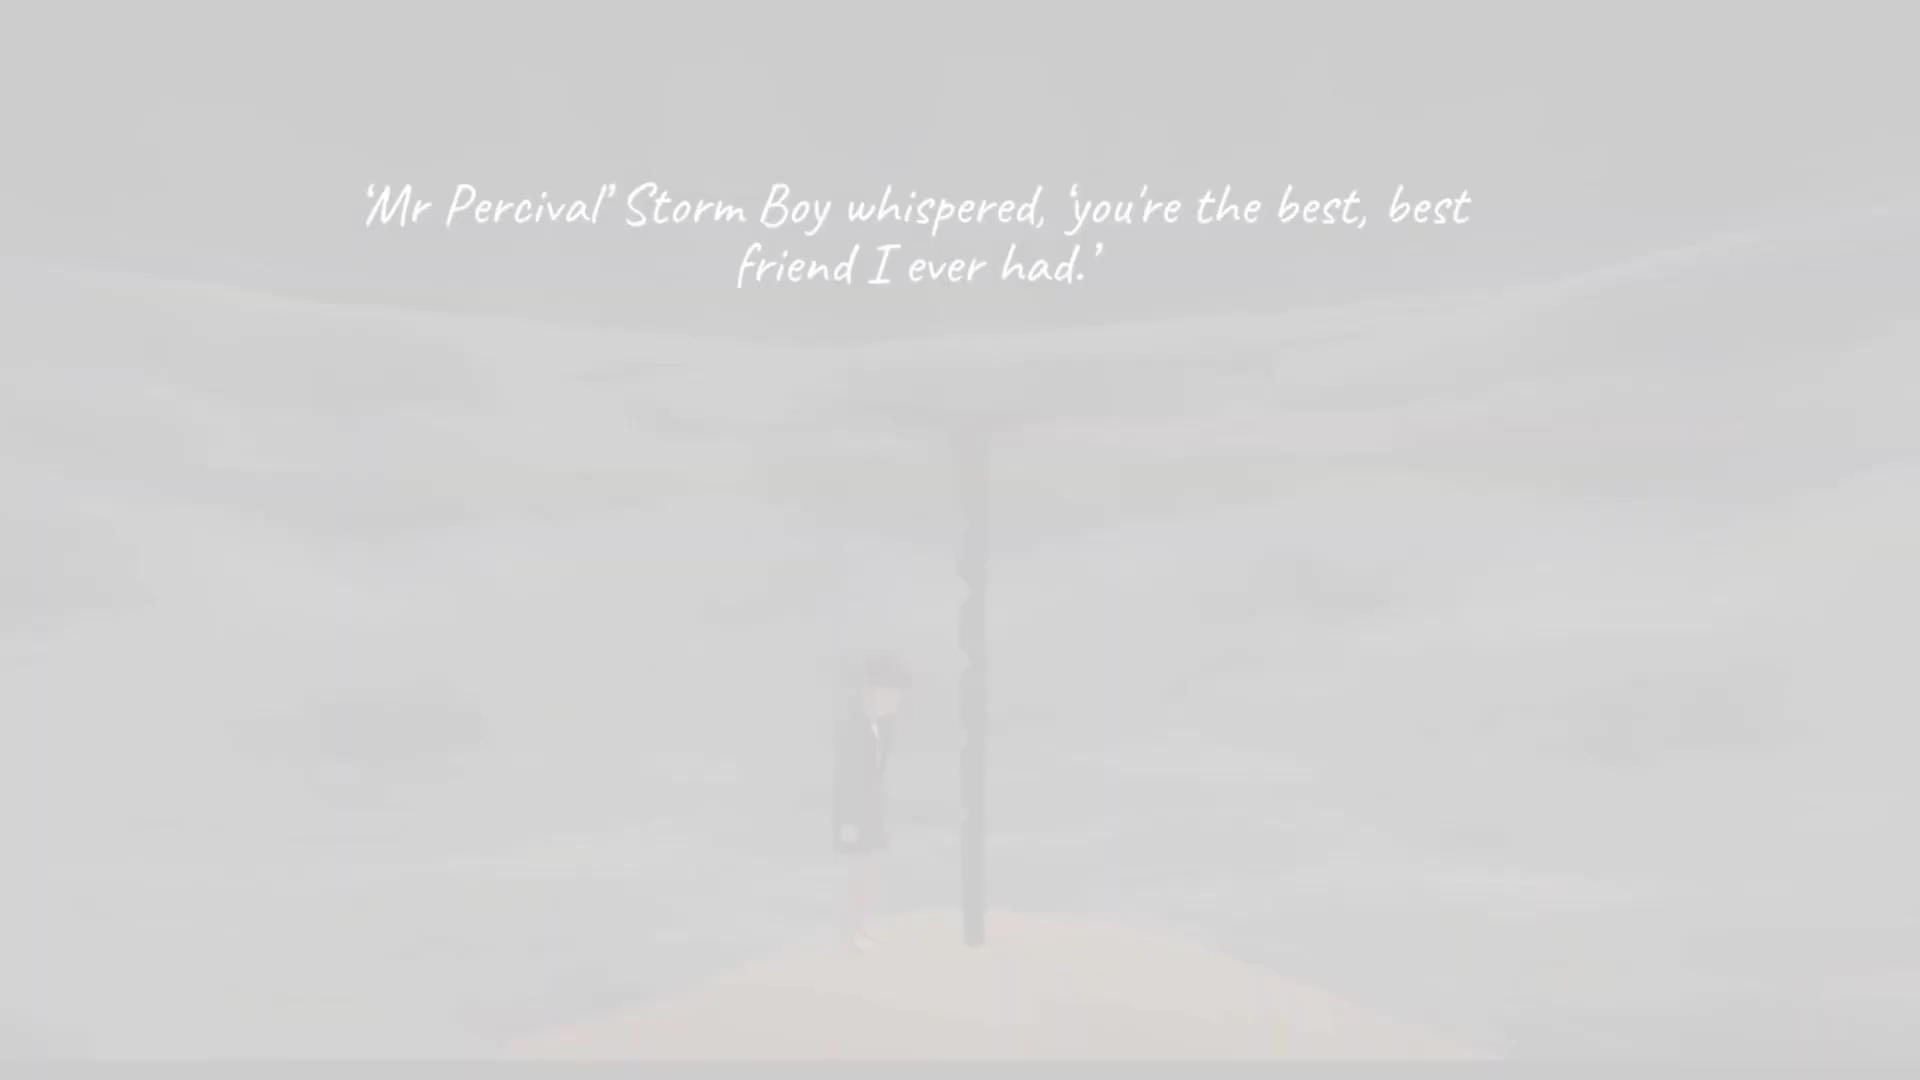 ‘Mr Percival’ Storm Boy whispered, ‘you're the best, best
friend I ever had.’